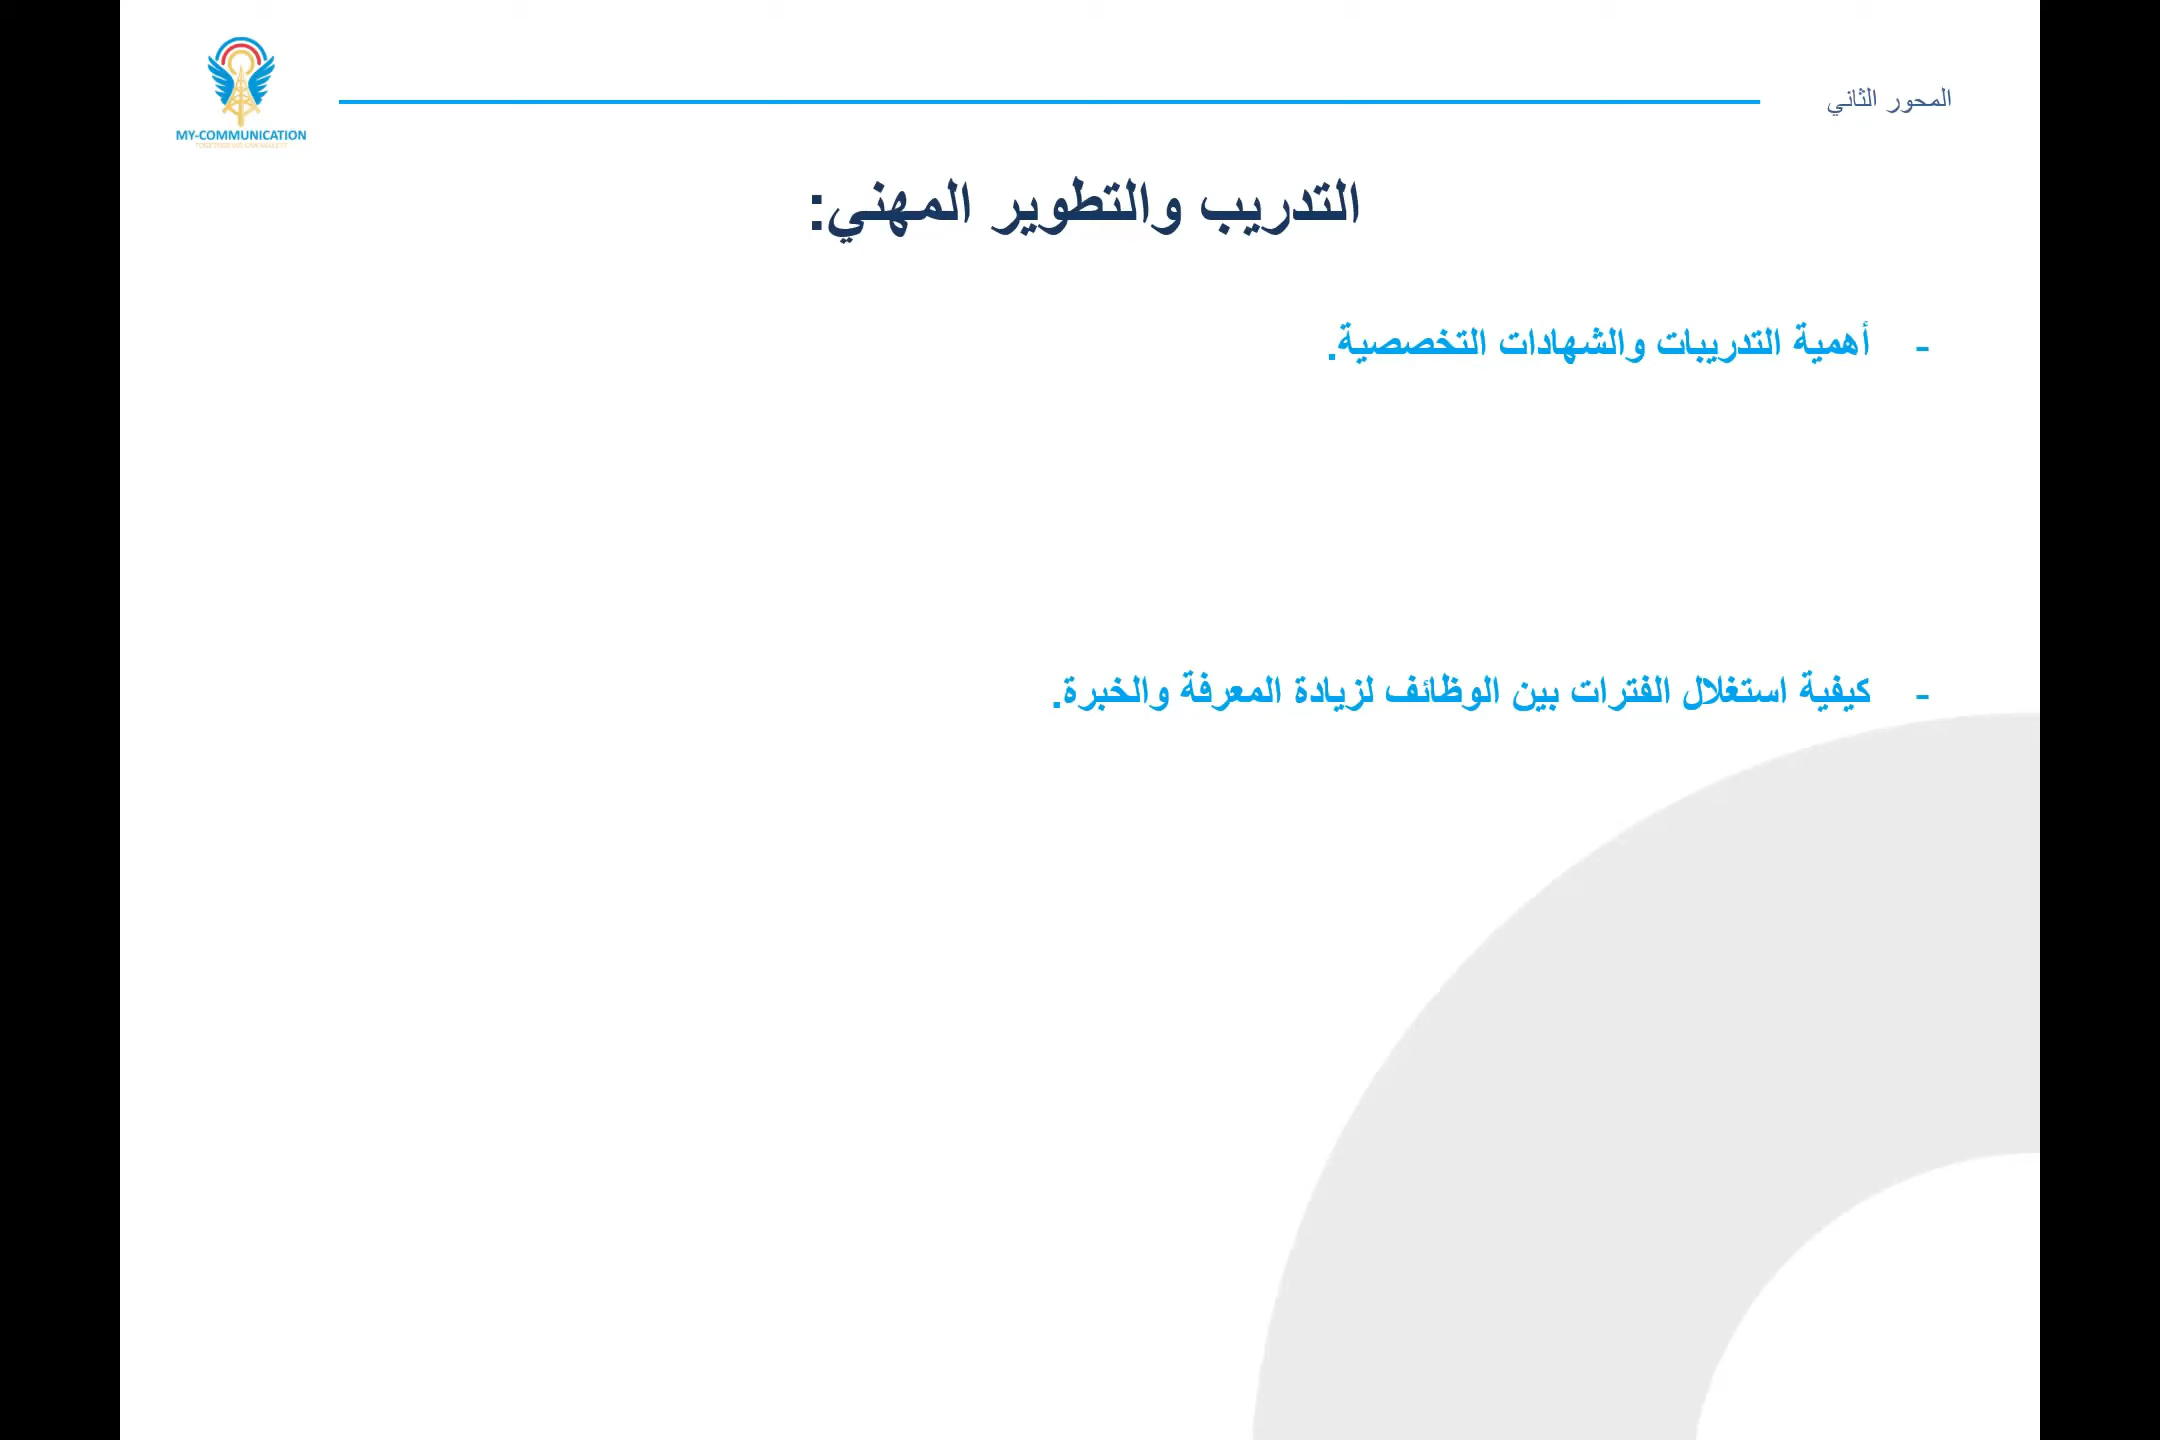 المحور الثاني
MY-COMMUNICATION
التدريب والتطوير المهني:
- أهمية التدريبات والشهادات التخصصية.
- كيفية استغلال الفترات بين الوظائف لزيادة المعرفة والخبرة.